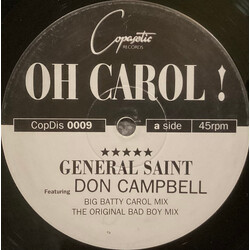 Copasetic
RECORDS
OH CAROL !
CopDis 0009 a side 45rpm
★★★★★
GENERAL SAINT
Featuring DON CAMPBELL
BIG BATTY CAROL MIX
THE ORIGINAL BAD BOY MIX